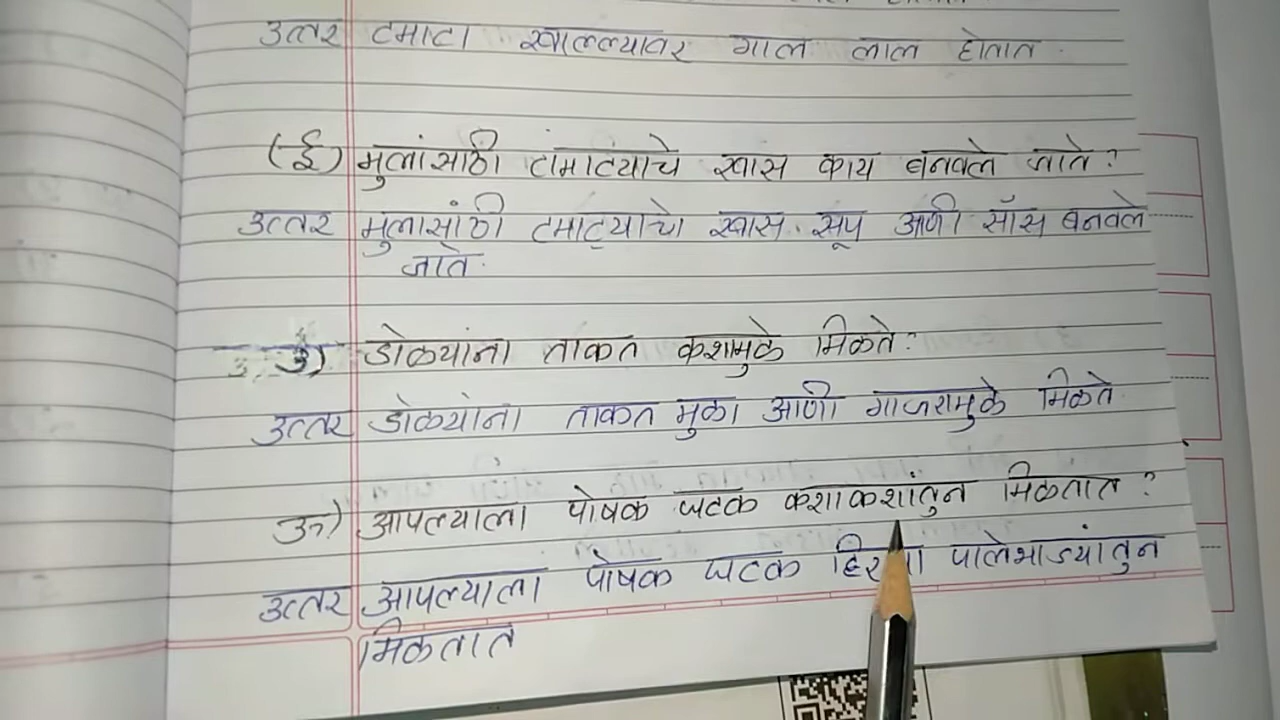 उत्तर टमाटा खाल्ल्यावर गाल लाल होतात.
(ई) मुलांसाठी टमाट्याचे खास काय बनवले जाते?
उत्तर मुलासांठी टमाट्याचे खास. सूप आणी सॉस बनवले
जाते.
उ) डोळ्यांना ताकत कशामुळे मिळते?
उत्तर डोळ्यांना ताकत मुळा आणी गाजरामुळे मिळते.
ऊ) आपल्याला पोषक घटक कशाकशांतुन मिळतात?
उत्तर आपल्याला पोषक घटक पालेभाज्यांतुन
मिळतात